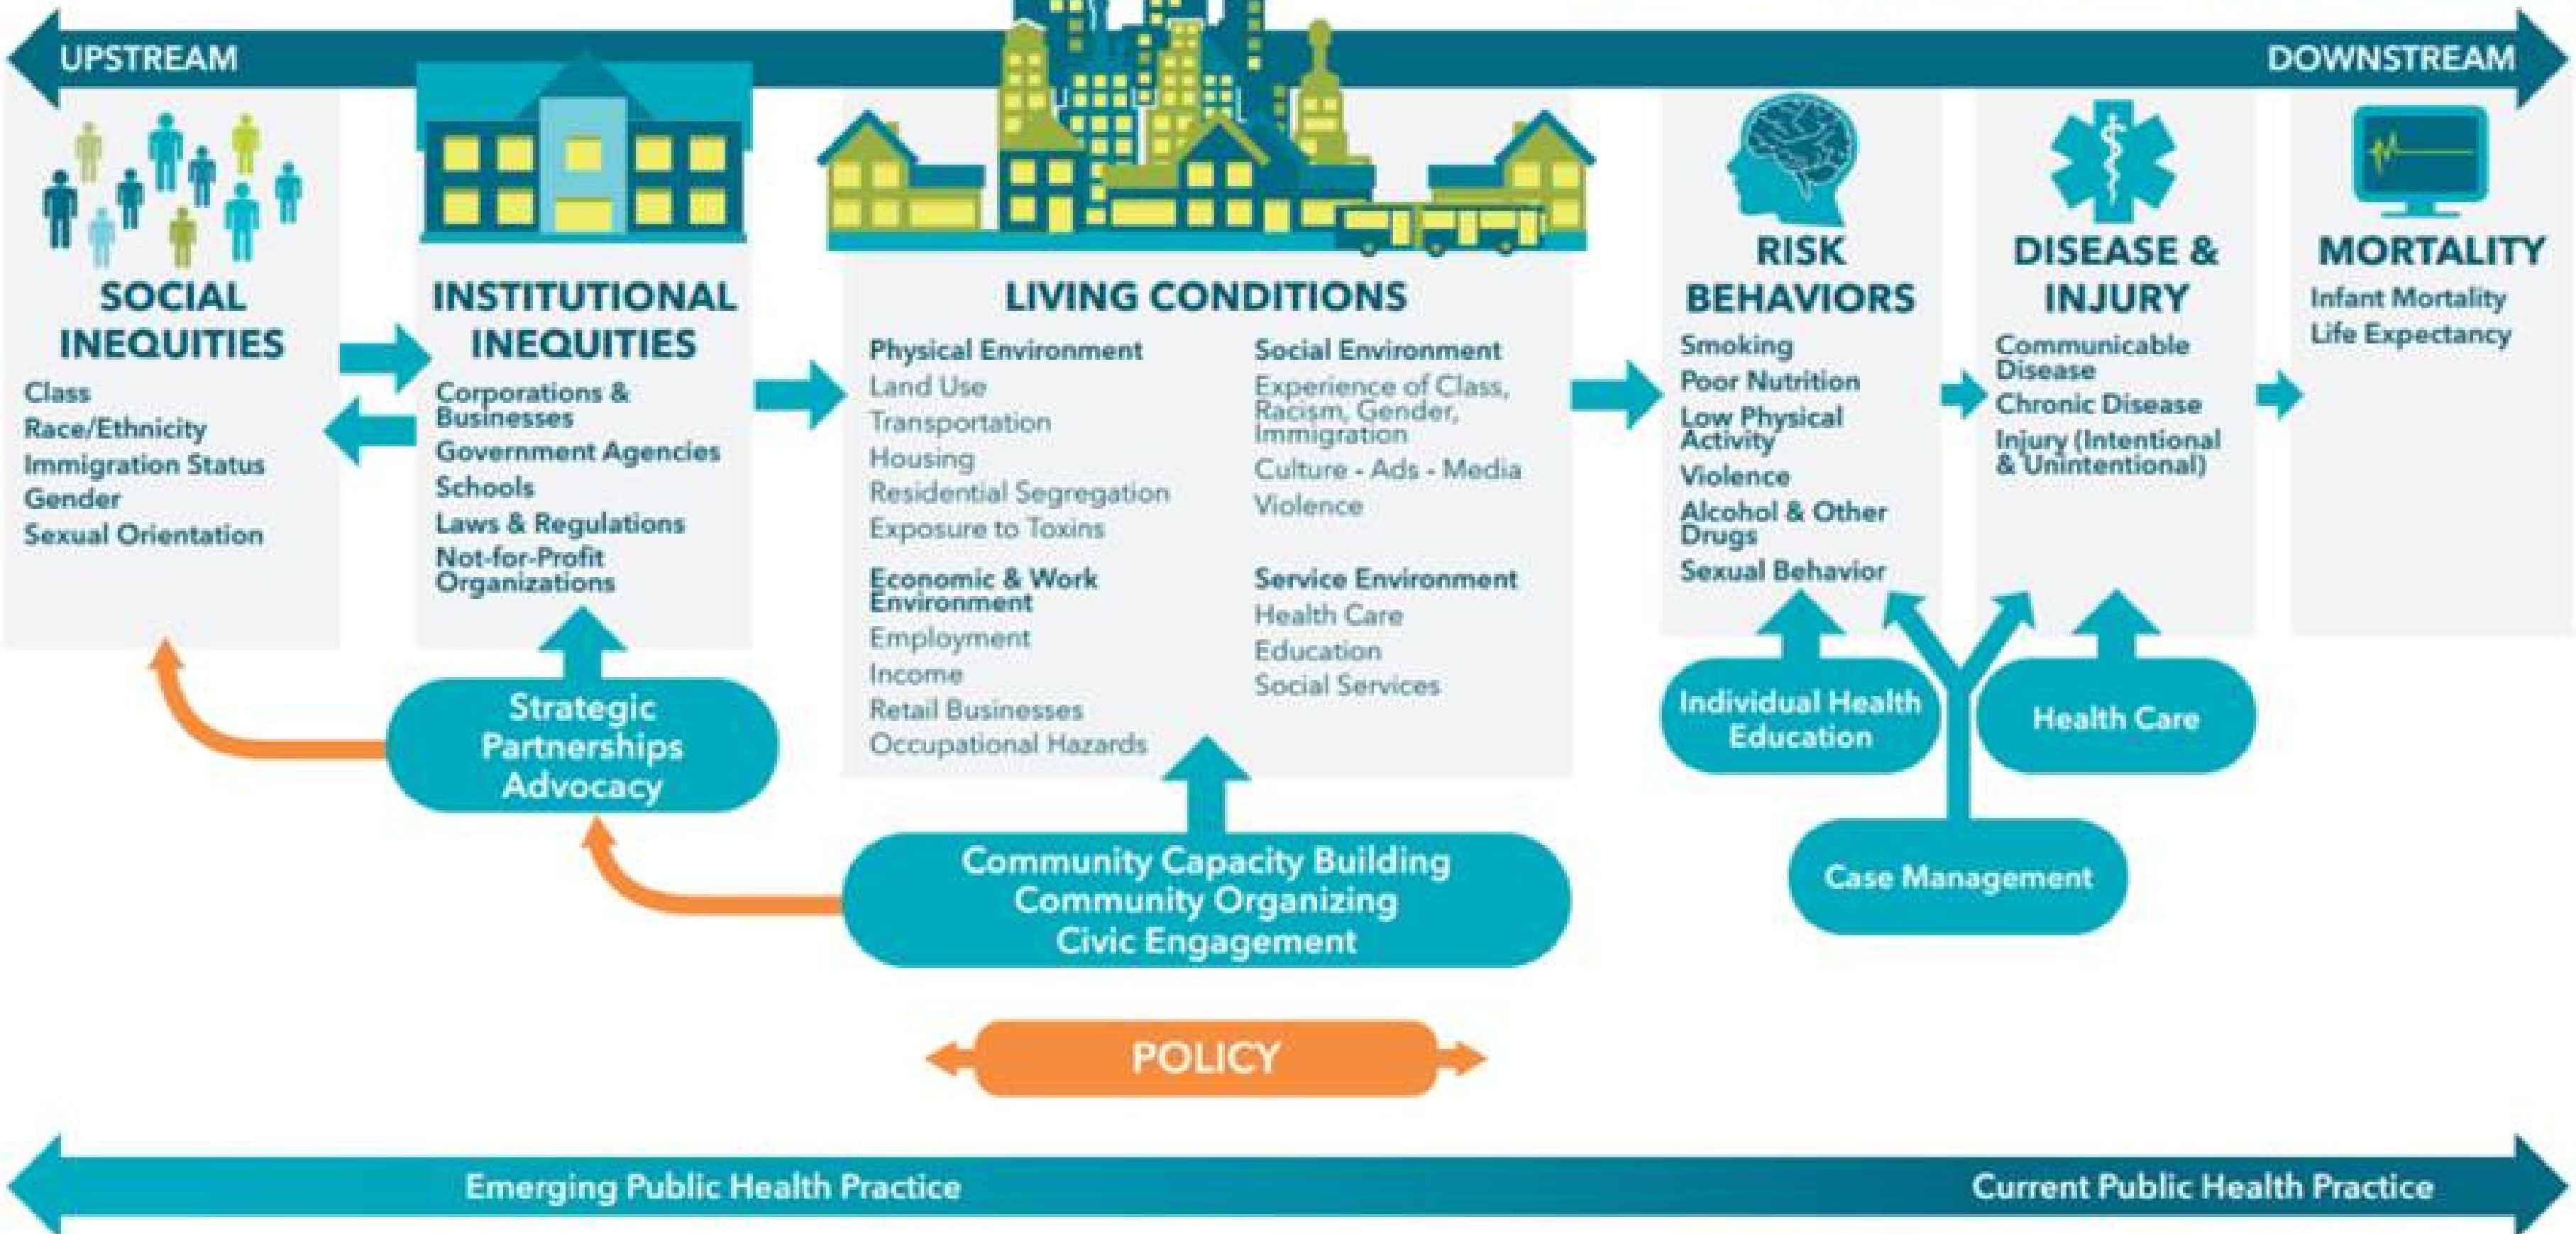 UPSTREAM
DOWNSTREAM
SOCIAL
INEQUITIES
Class
Race/Ethnicity
Immigration Status
Gender
Sexual Orientation
INSTITUTIONAL
INEQUITIES
Corporations &
Businesses
Government Agencies
Schools
Laws & Regulations
Not-for-Profit
Organizations
LIVING CONDITIONS
Physical Environment
Land Use
Transportation
Housing
Residential Segregation
Exposure to Toxins
Economic & Work
Environment
Employment
Income
Retail Businesses
Occupational Hazards
Social Environment
Experience of Class,
Racism, Gender,
Immigration
Culture - Ads - Media
Violence
Service Environment
Health Care
Education
Social Services
RISK
BEHAVIORS
Smoking
Poor Nutrition
Low Physical
Activity
Violence
Alcohol & Other
Drugs
Sexual Behavior
DISEASE &
INJURY
Communicable
Disease
Chronic Disease
Injury (Intentional
& Unintentional)
MORTALITY
Infant Mortality
Life Expectancy
Strategic
Partnerships
Advocacy
Community Capacity Building
Community Organizing
Civic Engagement
Individual Health
Education
Health Care
Case Management
POLICY
Emerging Public Health Practice
Current Public Health Practice